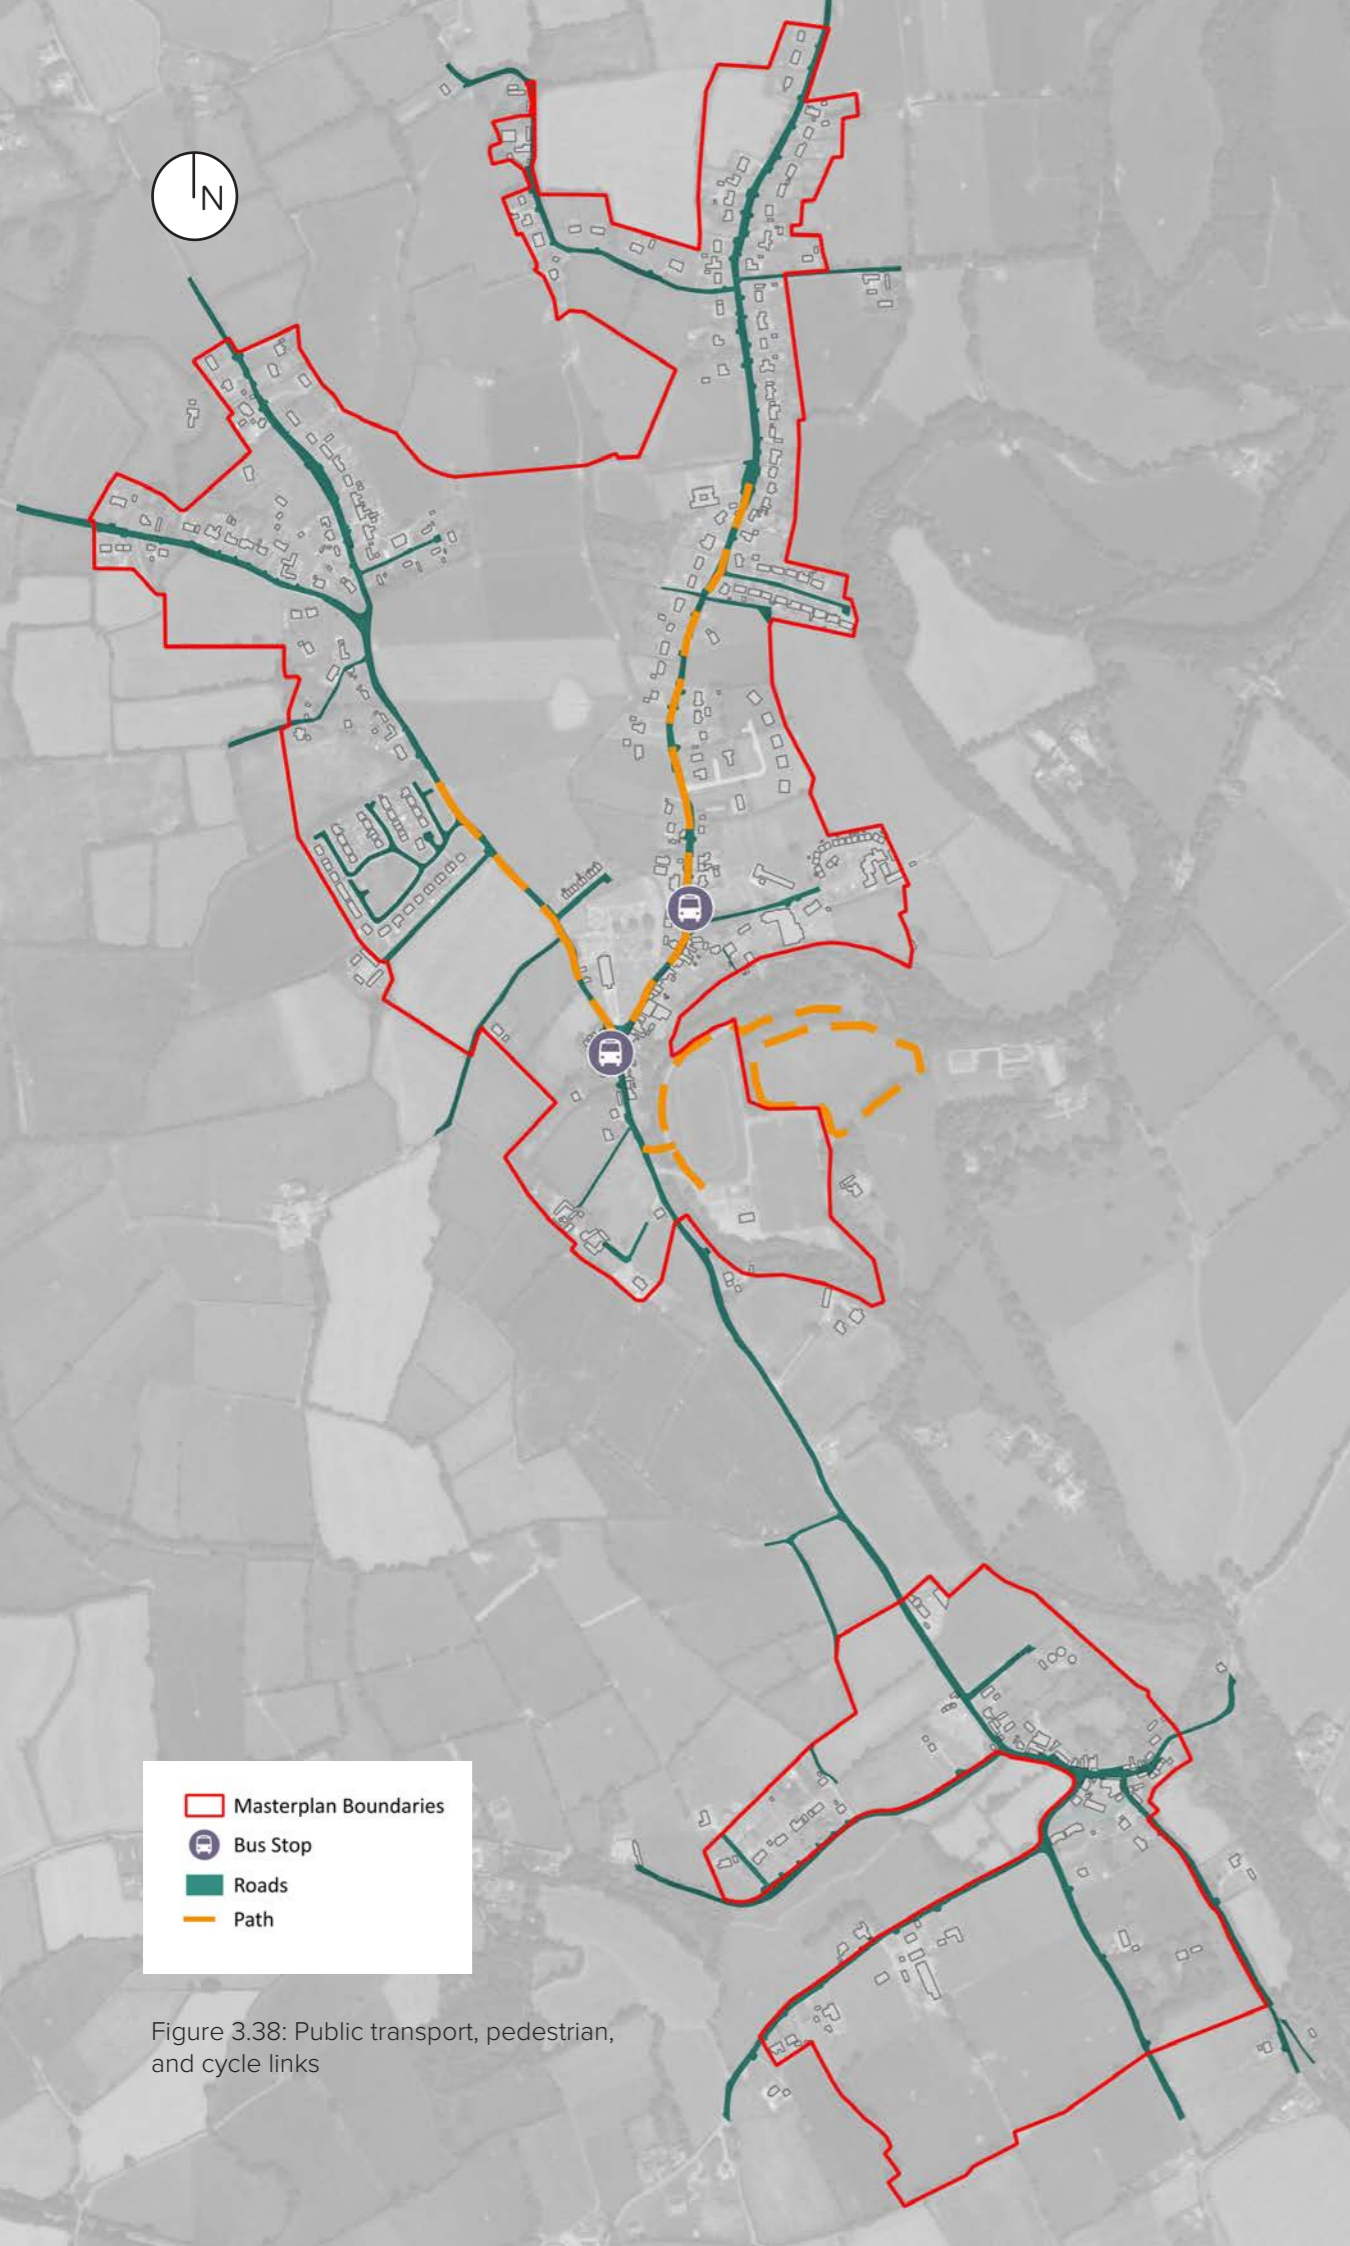 N
Masterplan Boundaries
Bus Stop
Roads
Path
Figure 3.38: Public transport, pedestrian,
and cycle links